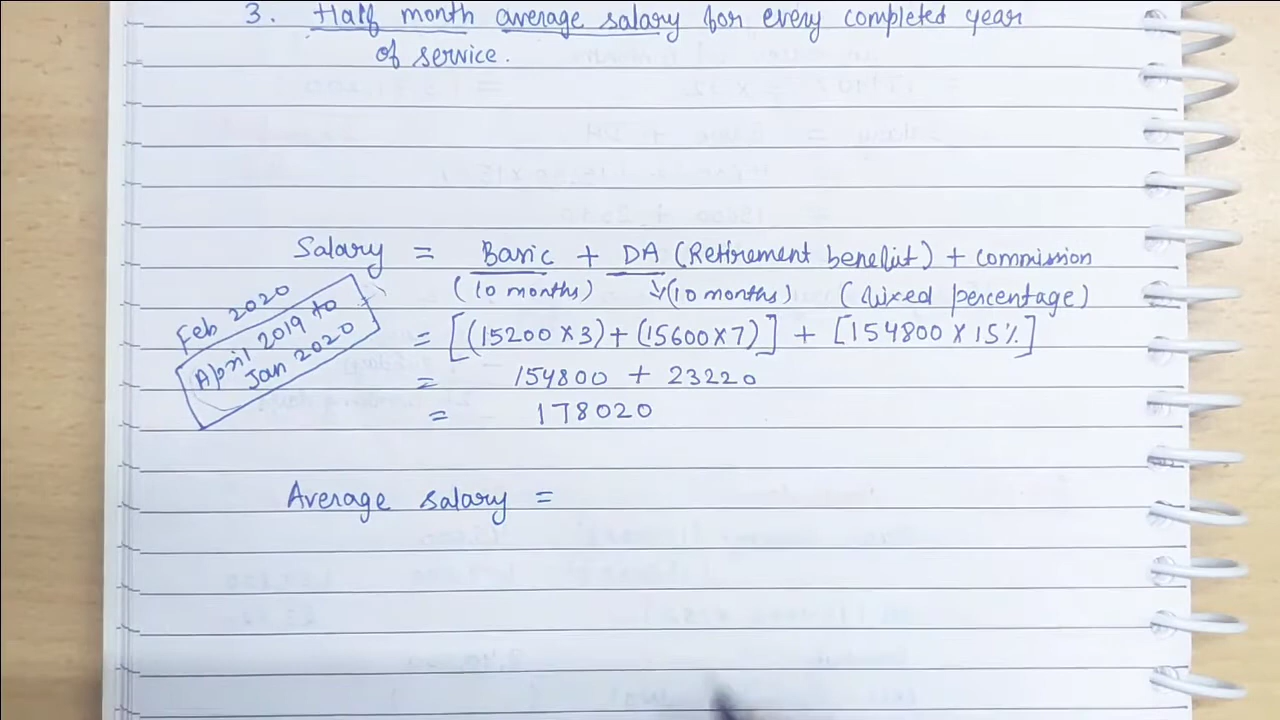 3. Half month average salary for every completed year
of service.
Salary = Basic + DA (Retirement benefit) + commission
(10 months) ↓(10 months) (fixed percentage)
Feb 2020
April 2019 to
Jan 2020
= [(15200×3)+(15600×7)] + [154800×15%]
= 154800 + 23220
= 178020
Average salary =